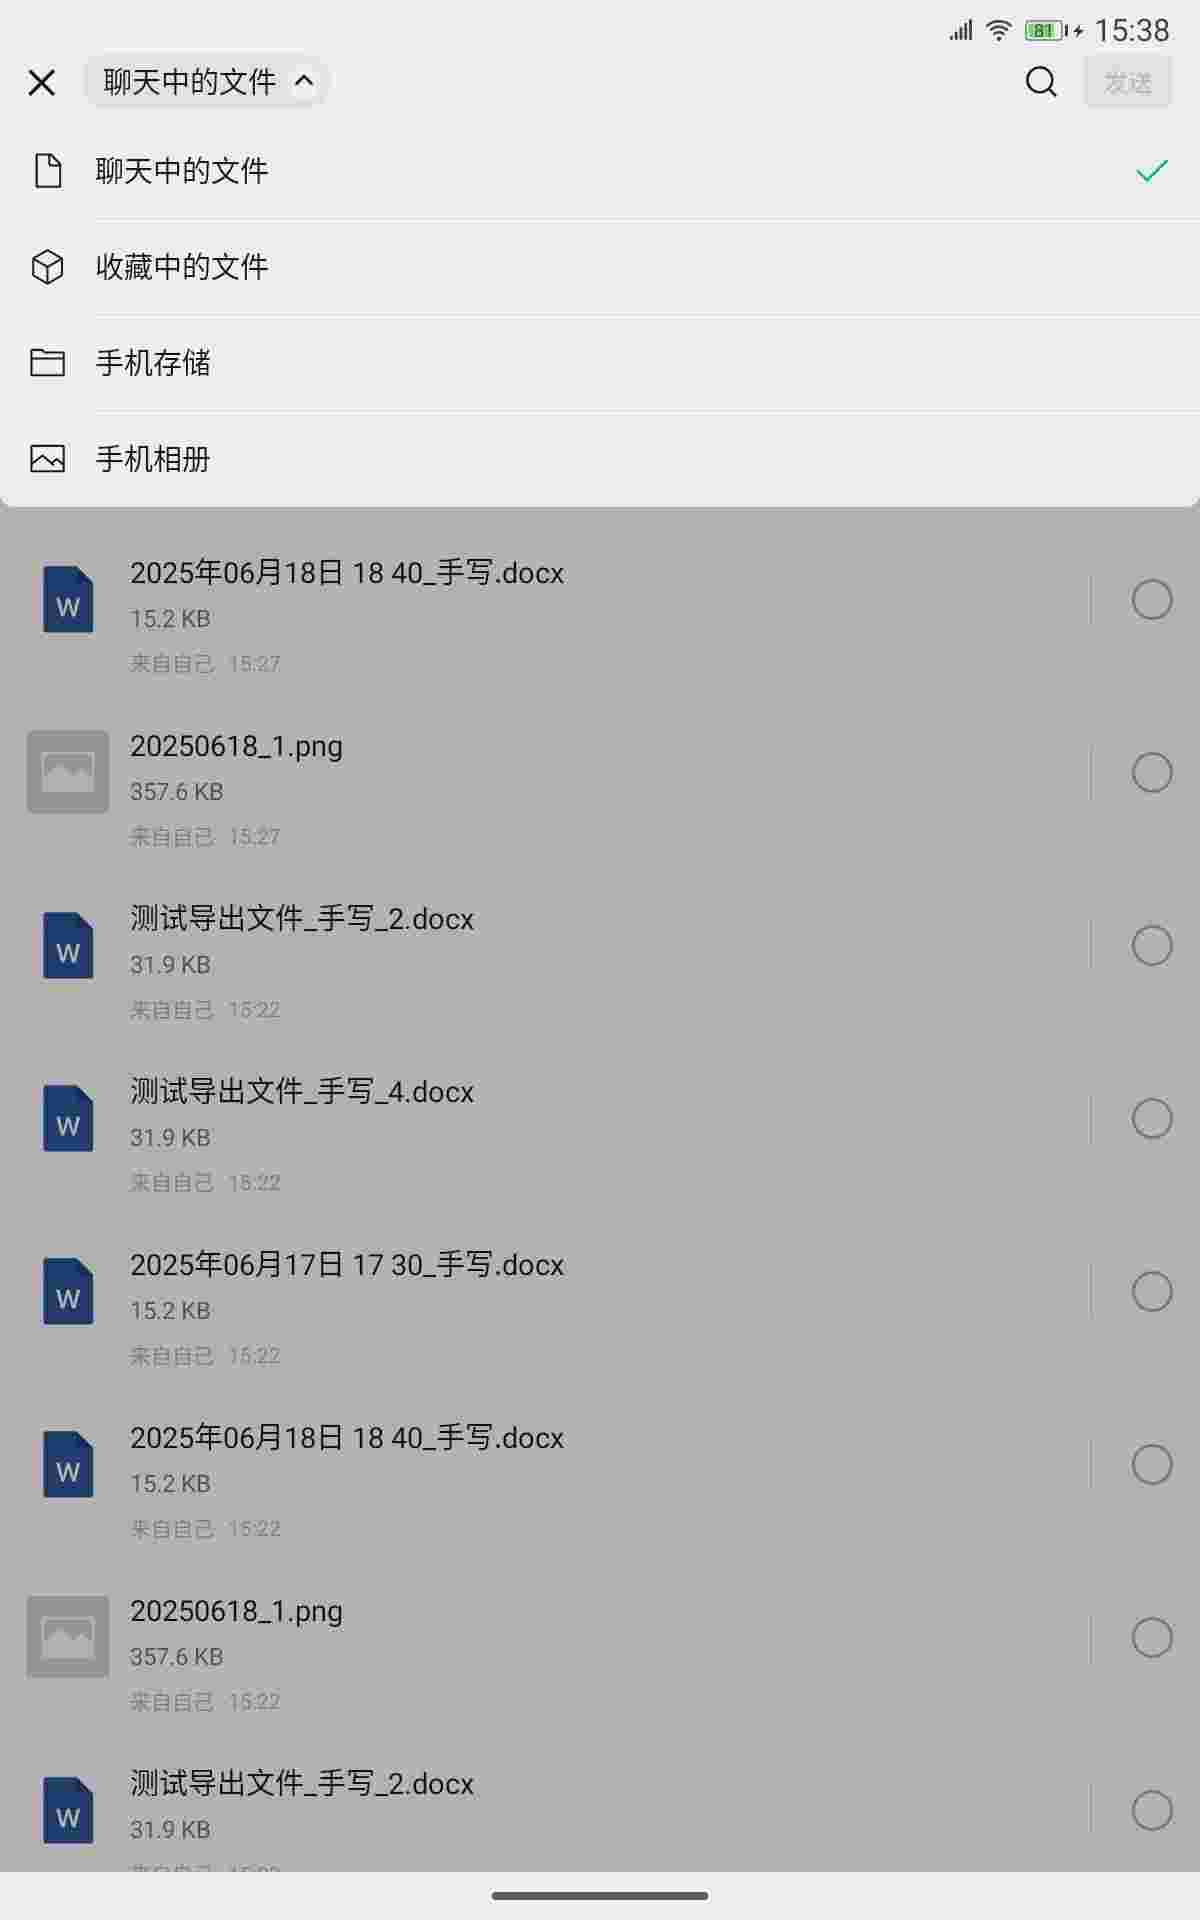 81 15:38
聊天中的文件 发送
聊天中的文件
收藏中的文件
手机存储
手机相册
2025年06月18日 18 40_手写.docx
W
15.2 KB
来自自己 15:27
20250618_1.png
357.6 KB
来自自己 15:27
测试导出文件_手写_2.docx
W
31.9 KB
来自自己 15:22
测试导出文件_手写_4.docx
W
31.9 KB
来自自己 15:22
2025年06月17日 17 30_手写.docx
W
15.2 KB
来自自己 15:22
2025年06月18日 18 40_手写.docx
W
15.2 KB
来自自己 15:22
20250618_1.png
357.6 KB
来自自己 15:22
测试导出文件_手写_2.docx
W
31.9 KB